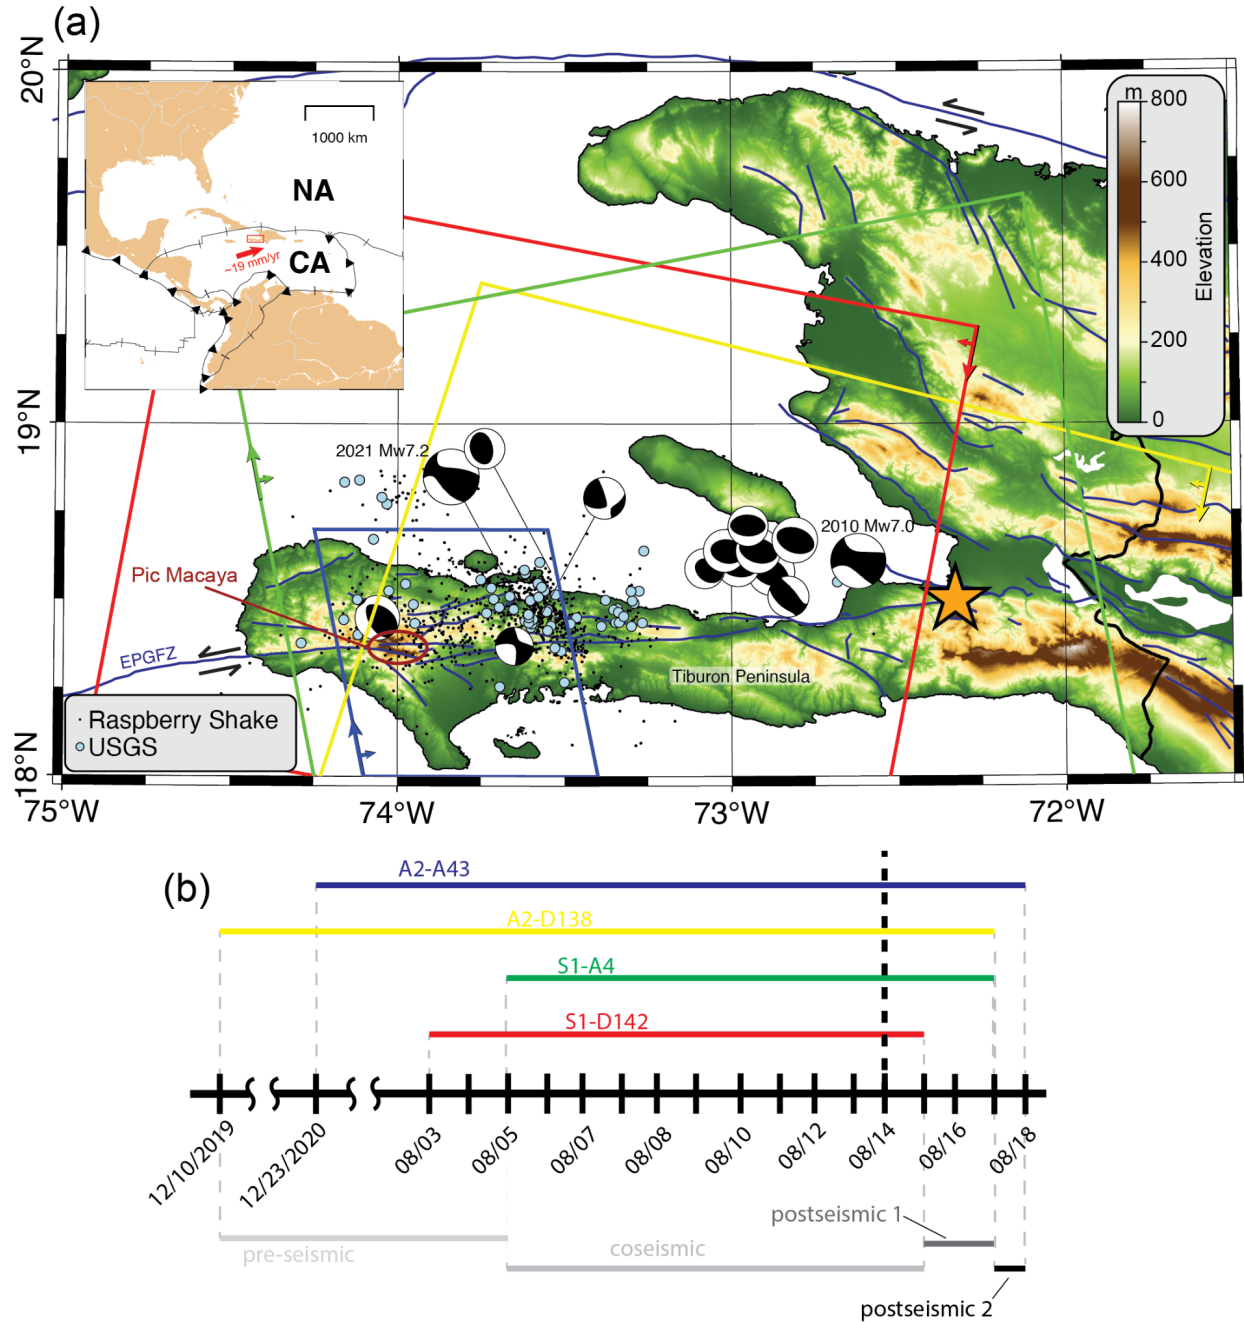 (a)
20°N
19°N
18°N
75°W
74°W
73°W
72°W
1000 km
NA
CA
~19 mm/yr
m
800
600
400
200
0
Elevation
2021 Mw7.2
2010 Mw7.0
Pic Macaya
EPGFZ
Tiburon Peninsula
Raspberry Shake
USGS
(b)
A2-A43
A2-D138
S1-A4
S1-D142
12/10/2019
12/23/2020
08/03
08/05
08/07
08/08
08/10
08/12
08/14
08/16
08/18
postseismic 1
pre-seismic
coseismic
postseismic 2